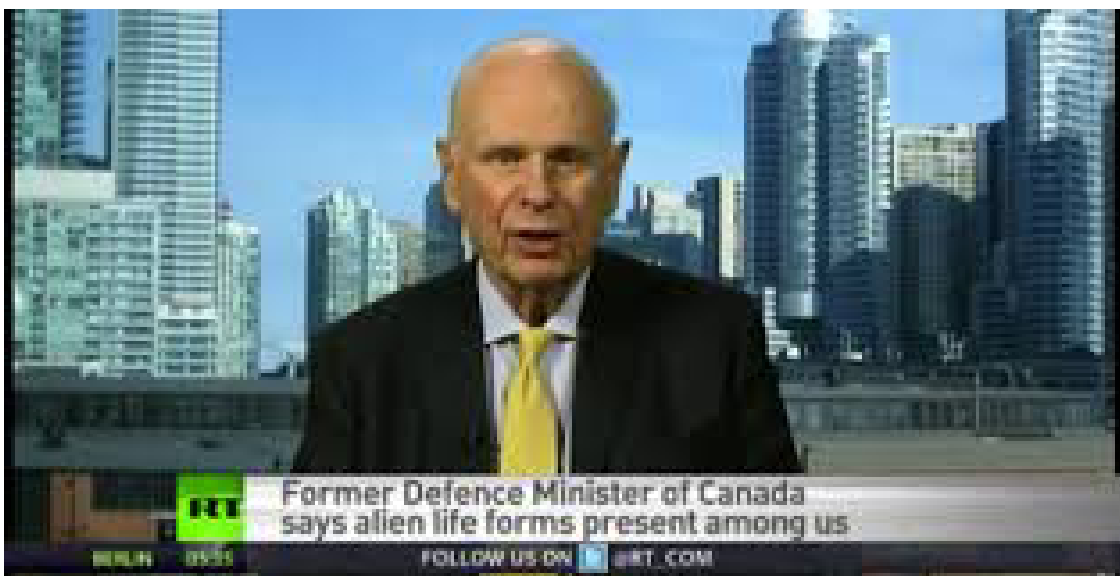 RT
Former Defence Minister of Canada
says alien life forms present among us
BERLIN
FOLLOW US ON @RT_COM